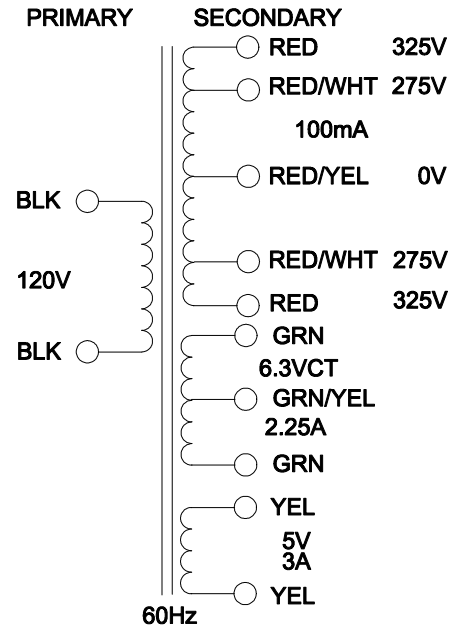 PRIMARY SECONDARY
RED 325V
RED/WHT 275V
100mA
RED/YEL 0V
BLK
RED/WHT 275V
120V
RED 325V
GRN
BLK
6.3VCT
GRN/YEL
2.25A
GRN
YEL
5V
3A
YEL
60Hz